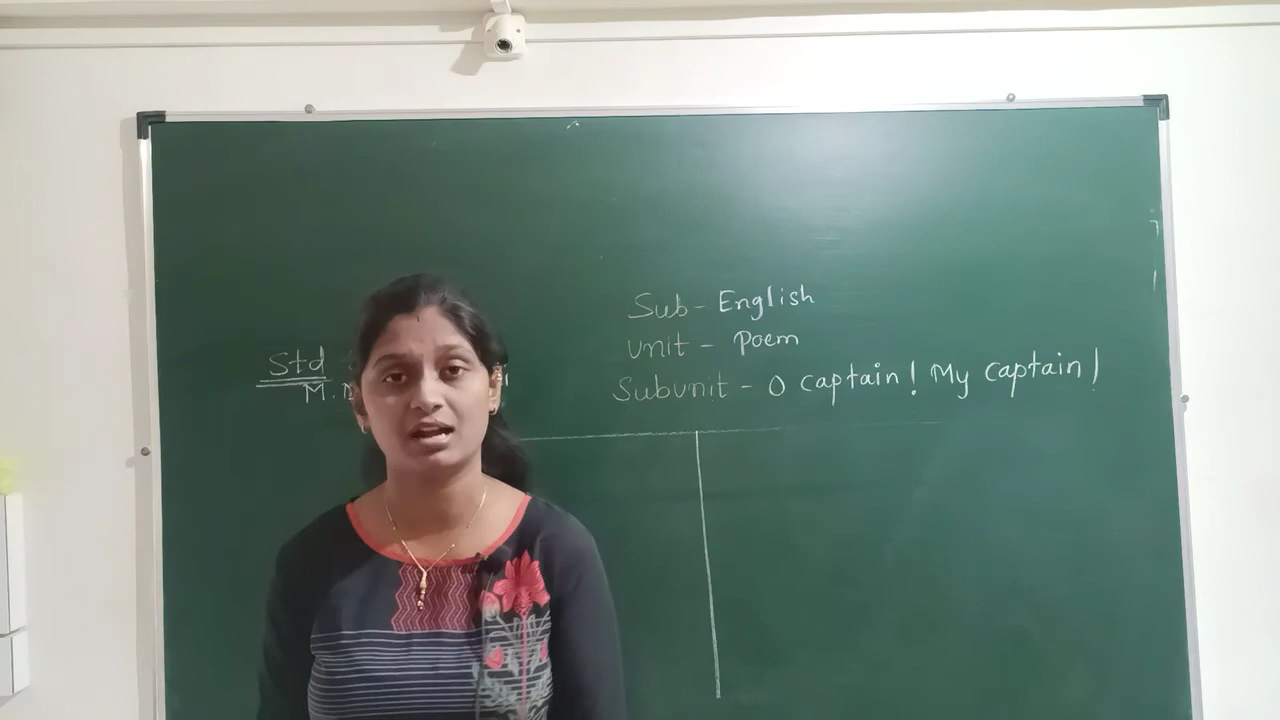 Std
M.
Sub- English
Unit - Poem
Subunit - O Captain! My Captain!